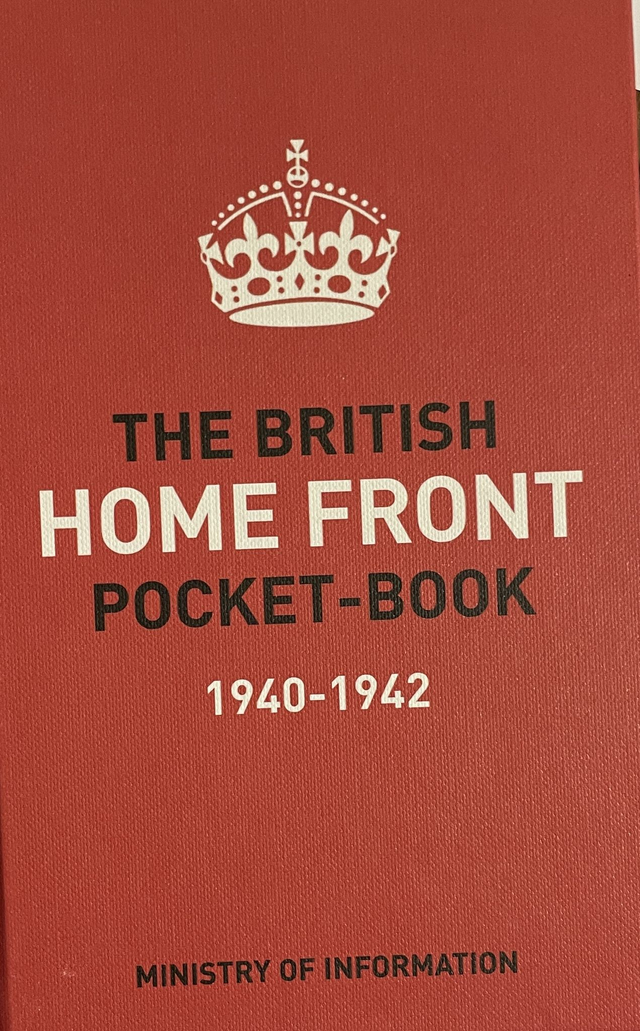 THE BRITISH
HOME FRONT
POCKET-BOOK
1940-1942
MINISTRY OF INFORMATION